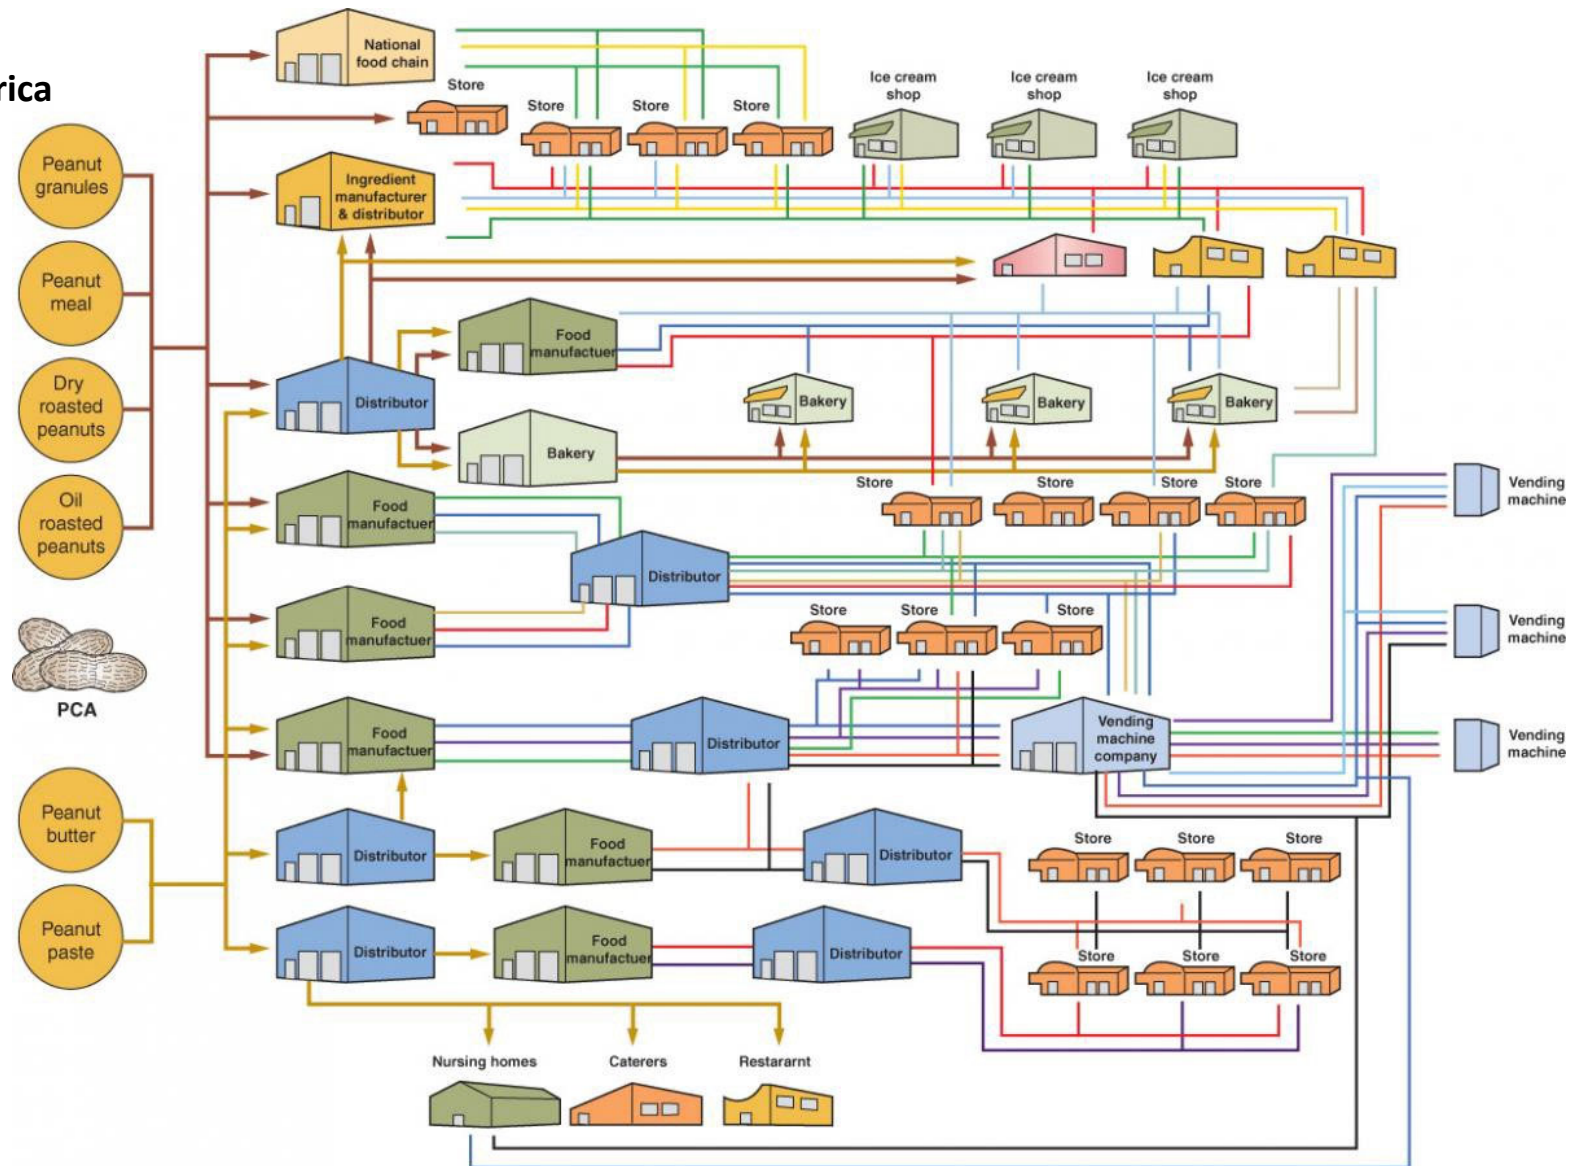 rica
National
food chain
Store
Store
Store
Store
Ice cream
shop
Ice cream
shop
Ice cream
shop
Peanut
granules
Ingredient
manufacturer
& distributor
Peanut
meal
Food
manufactuer
Dry
roasted
peanuts
Distributor
Bakery
Bakery
Bakery
Bakery
Oil
roasted
peanuts
Food
manufactuer
Store
Store
Store
Store
Vending
machine
Distributor
Food
manufactuer
Store
Store
Store
Vending
machine
PCA
Food
manufactuer
Distributor
Vending
machine
company
Vending
machine
Peanut
butter
Distributor
Food
manufactuer
Distributor
Store
Store
Store
Peanut
paste
Distributor
Food
manufactuer
Distributor
Store
Store
Store
Nursing homes
Caterers
Restararnt